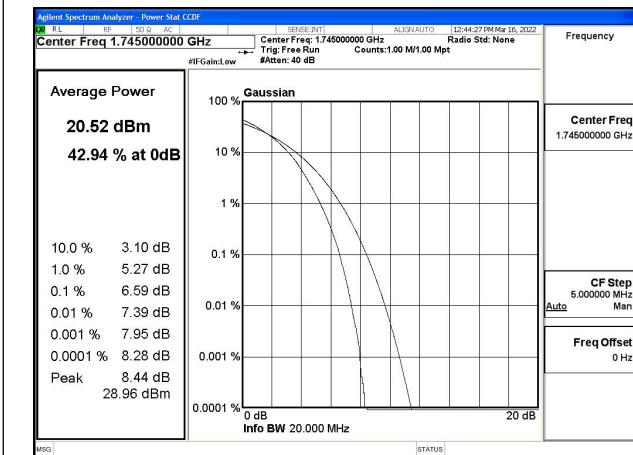 Agilent Spectrum Analyzer - Power Stat CCDF
RL RF 50 Ω AC SENSE:INT ALIGN AUTO 12:44:27 PM Mar 16, 2022
Center Freq 1.745000000 GHz
Center Freq: 1.745000000 GHz Radio Std: None
Trig: Free Run Counts:1.00 M/1.00 Mpt
#IFGain:Low #Atten: 40 dB
Frequency
Average Power
20.52 dBm
42.94 % at 0dB
10.0 % 3.10 dB
1.0 % 5.27 dB
0.1 % 6.59 dB
0.01 % 7.39 dB
0.001 % 7.95 dB
0.0001 % 8.28 dB
Peak 8.44 dB
28.96 dBm
Gaussian
100 %
10 %
1 %
0.1 %
0.01 %
0.001 %
0.0001 %
0 dB 20 dB
Info BW 20.000 MHz
Center Freq
1.745000000 GHz
CF Step
5.000000 MHz
Auto Man
Freq Offset
0 Hz
MSG STATUS